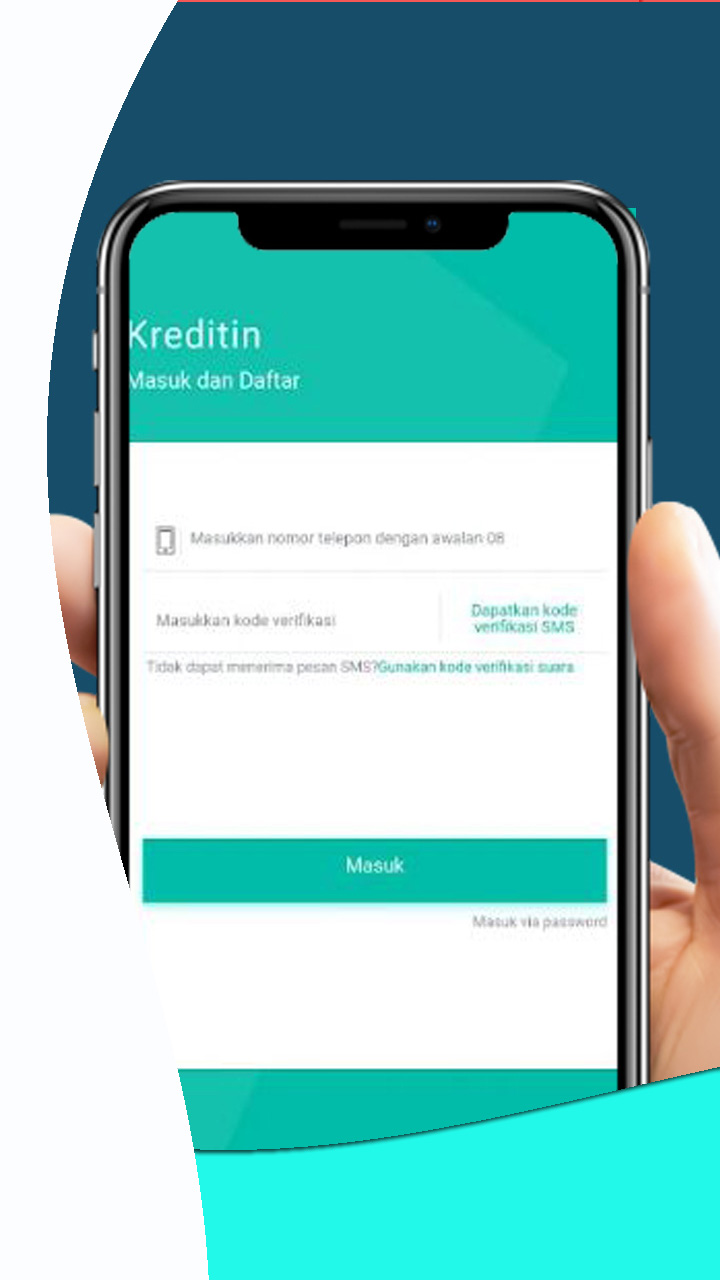 Kreditin
Masuk dan Daftar
Masukkan nomor telepon dengan awalan 08
Masukkan kode verifikasi
Dapatkan kode
verifikasi SMS
Tidak dapat menerima pesan SMS?Gunakan kode verifikasi suara
Masuk
Masuk via password